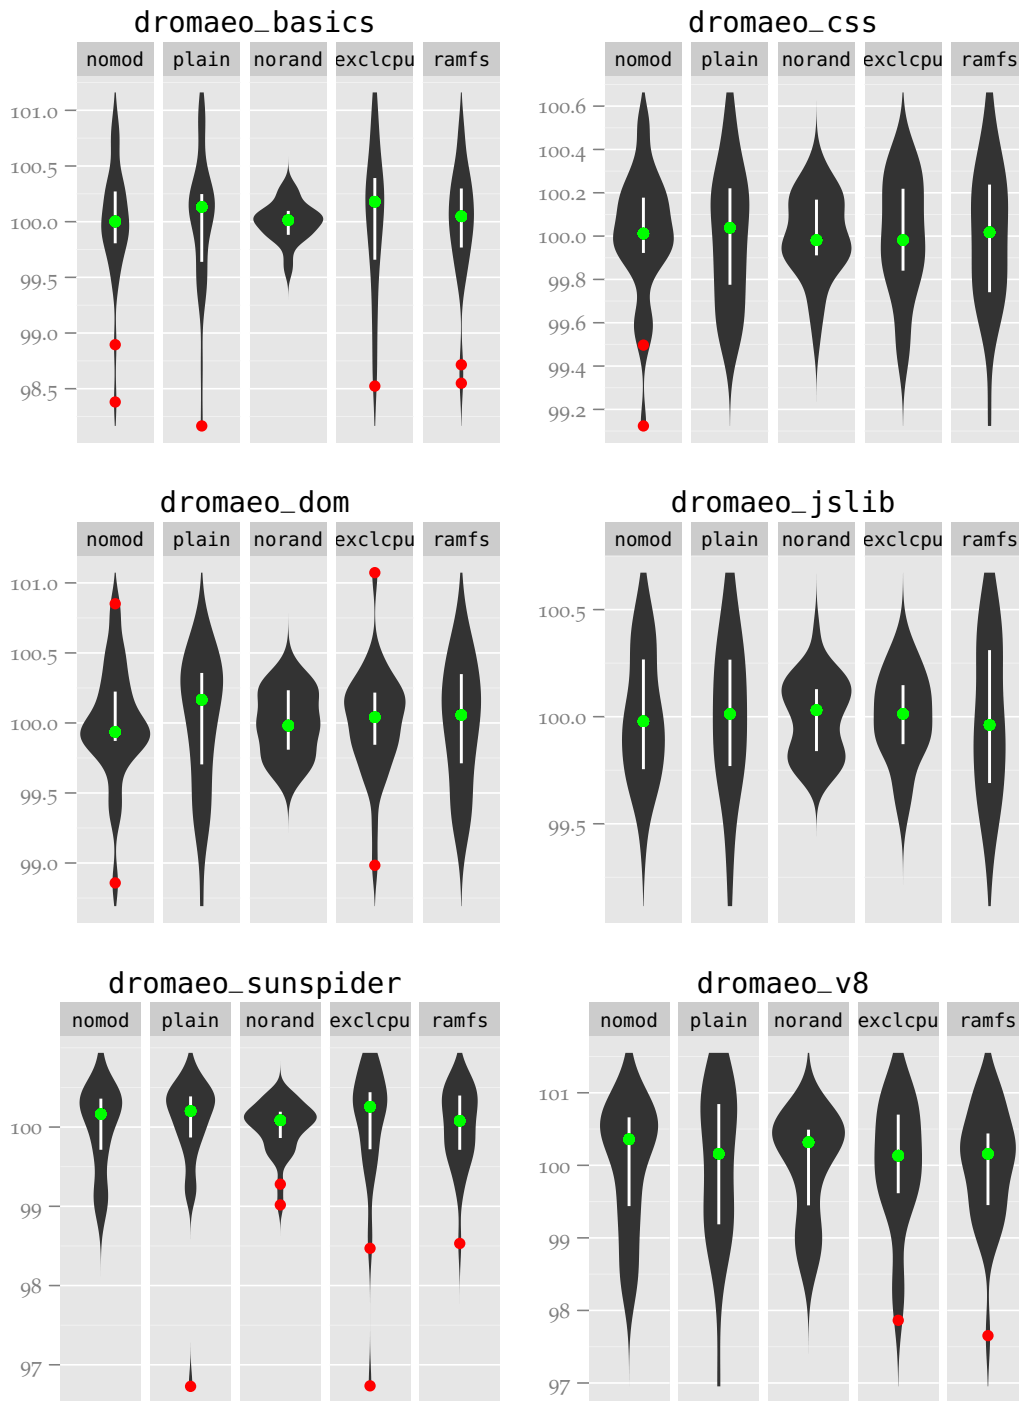 dromaeo_basics
nomod plain norand exclcpu ramfs
101.0
100.5
100.0
99.5
99.0
98.5
dromaeo_css
nomod plain norand exclcpu ramfs
100.6
100.4
100.2
100.0
99.8
99.6
99.4
99.2
dromaeo_dom
nomod plain norand exclcpu ramfs
101.0
100.5
100.0
99.5
99.0
dromaeo_jslib
nomod plain norand exclcpu ramfs
100.5
100.0
99.5
dromaeo_sunspider
nomod plain norand exclcpu ramfs
100
99
98
97
dromaeo_v8
nomod plain norand exclcpu ramfs
101
100
99
98
97